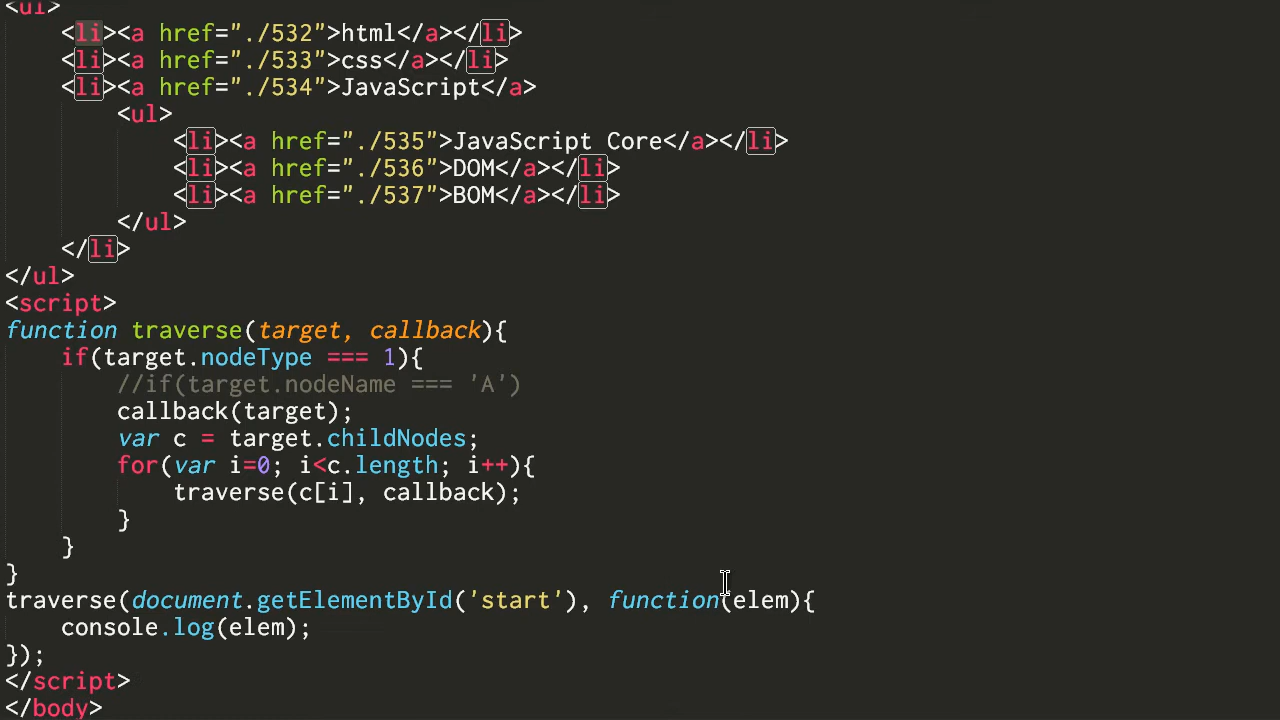 <ul>
    <li><a href="./532">html</a></li>
    <li><a href="./533">css</a></li>
    <li><a href="./534">JavaScript</a>
        <ul>
            <li><a href="./535">JavaScript Core</a></li>
            <li><a href="./536">DOM</a></li>
            <li><a href="./537">BOM</a></li>
        </ul>
    </li>
</ul>
<script>
function traverse(target, callback){
    if(target.nodeType === 1){
        //if(target.nodeName === 'A')
        callback(target);
        var c = target.childNodes;
        for(var i=0; i<c.length; i++){
            traverse(c[i], callback);
        }
    }
}
traverse(document.getElementById('start'), function(elem){
    console.log(elem);
});
</script>
</body>